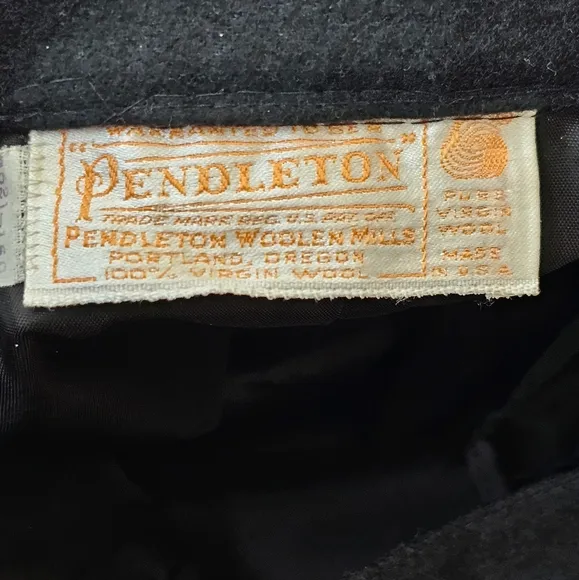 WARRANTED TO BE A
"PENDLETON"
TRADE MARK REG. U.S. PAT. OFF.
PENDLETON WOOLEN MILLS
PORTLAND, OREGON
100% VIRGIN WOOL
PURE
VIRGIN
WOOL
MADE
IN U.S.A.